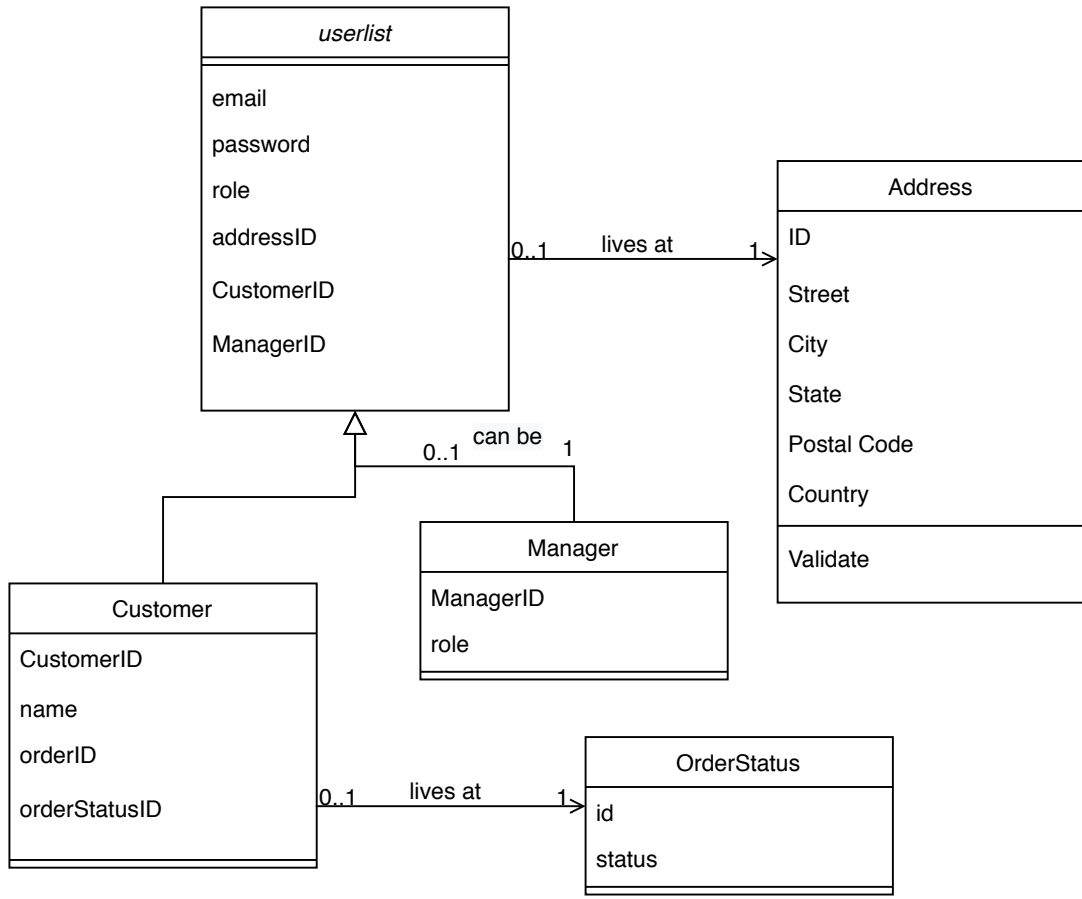 userlist
email
password
role
addressID
CustomerID
ManagerID
0..1 lives at 1
Address
ID
Street
City
State
Postal Code
Country
Validate
0..1 can be 1
Manager
ManagerID
role
Customer
CustomerID
name
orderID
orderStatusID
0..1 lives at 1
OrderStatus
id
status